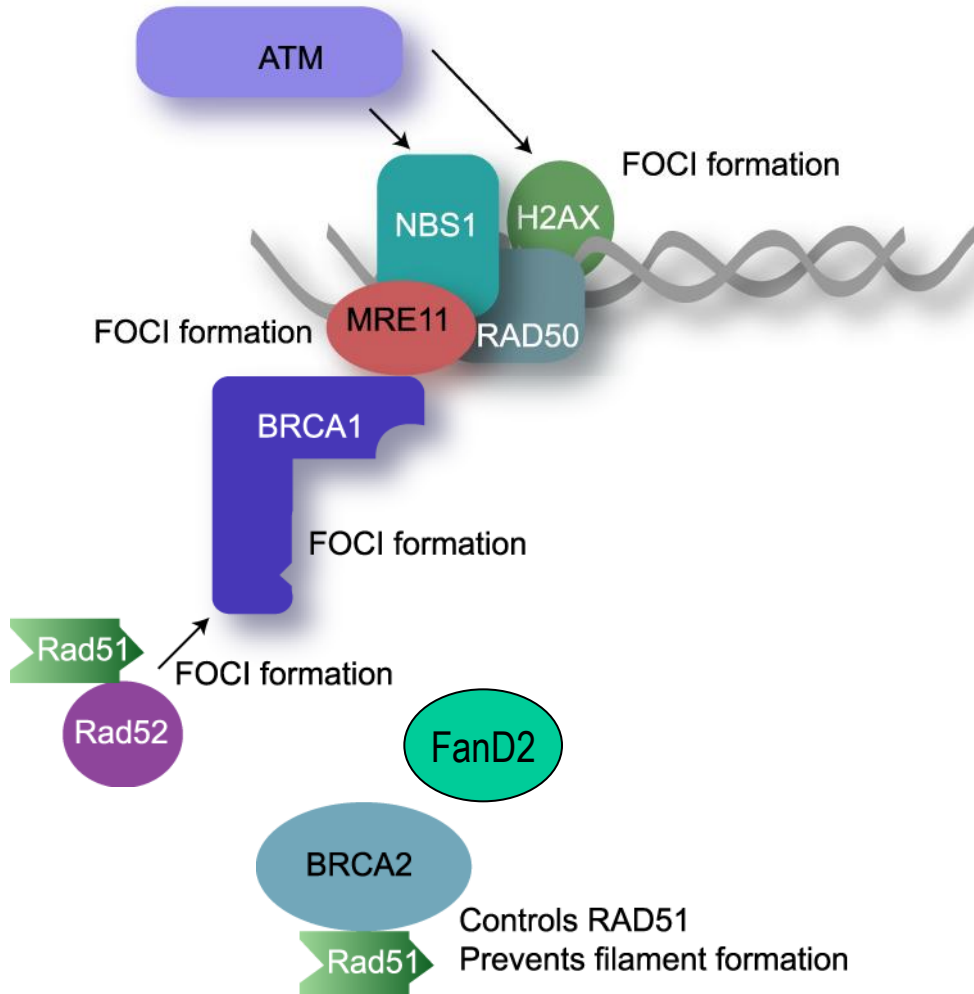 ATM
FOCI formation
NBS1
H2AX
FOCI formation
MRE11
RAD50
BRCA1
FOCI formation
Rad51
FOCI formation
Rad52
FanD2
BRCA2
Controls RAD51
Rad51
Prevents filament formation